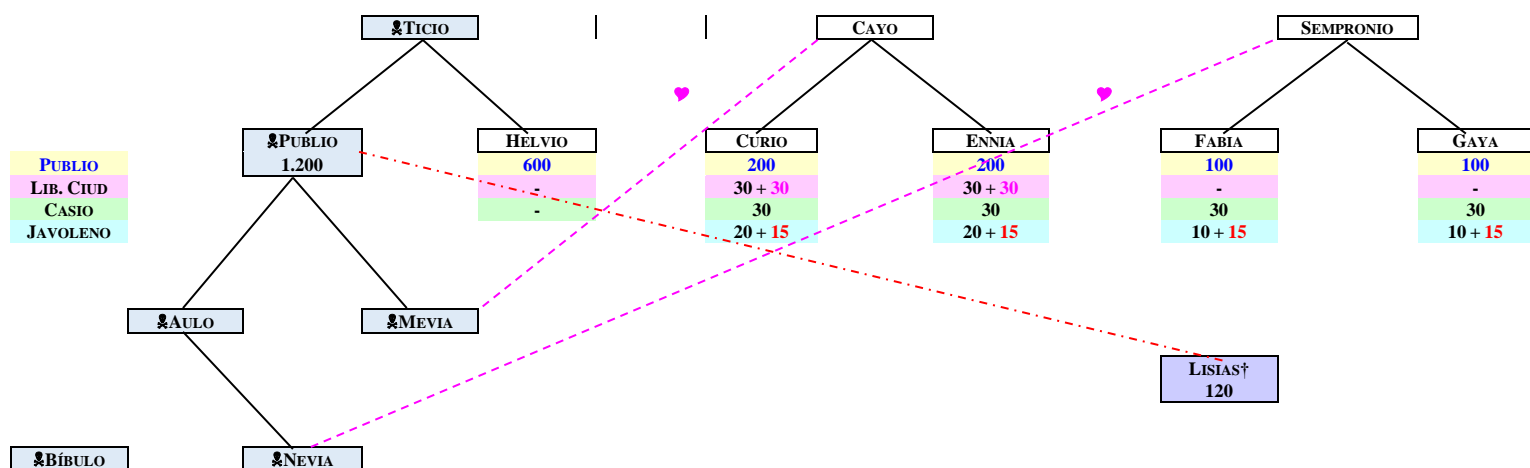 ☠TICIO CAYO SEMPRONIO
☠PUBLIO HELVIO CURIO ENNIA FABIA GAYA
PUBLIO 1.200 600 200 200 100 100
LIB. CIUD - 30 + 30 30 + 30 - -
CASIO - 30 30 30 30
JAVOLENO 20 + 15 20 + 15 10 + 15 10 + 15
☠AULO ☠MEVIA
LISIAS†
120
☠BÍBULO ☠NEVIA